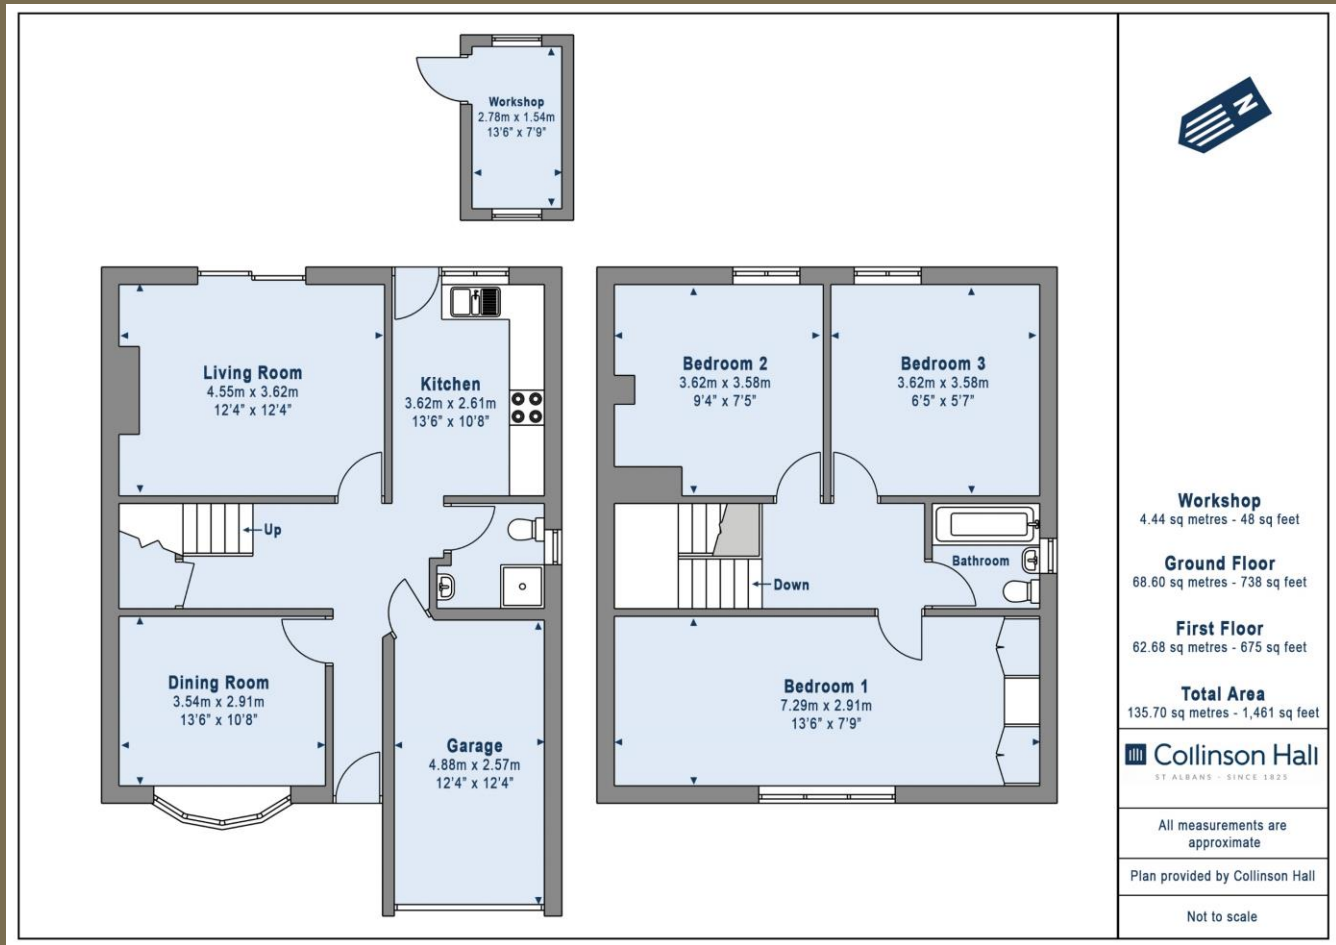 Workshop
2.78m x 1.54m
13'6" x 7'9"
Living Room
4.55m x 3.62m
12'4" x 12'4"
Kitchen
3.62m x 2.61m
13'6" x 10'8"
Up
Dining Room
3.54m x 2.91m
13'6" x 10'8"
Garage
4.88m x 2.57m
12'4" x 12'4"
Bedroom 2
3.62m x 3.58m
9'4" x 7'5"
Bedroom 3
3.62m x 3.58m
6'5" x 5'7"
Bathroom
Down
Bedroom 1
7.29m x 2.91m
13'6" x 7'9"
N
Workshop
4.44 sq metres - 48 sq feet
Ground Floor
68.60 sq metres - 738 sq feet
First Floor
62.68 sq metres - 675 sq feet
Total Area
135.70 sq metres - 1,461 sq feet
Collinson Hall
ST ALBANS - SINCE 1825
All measurements are
approximate
Plan provided by Collinson Hall
Not to scale